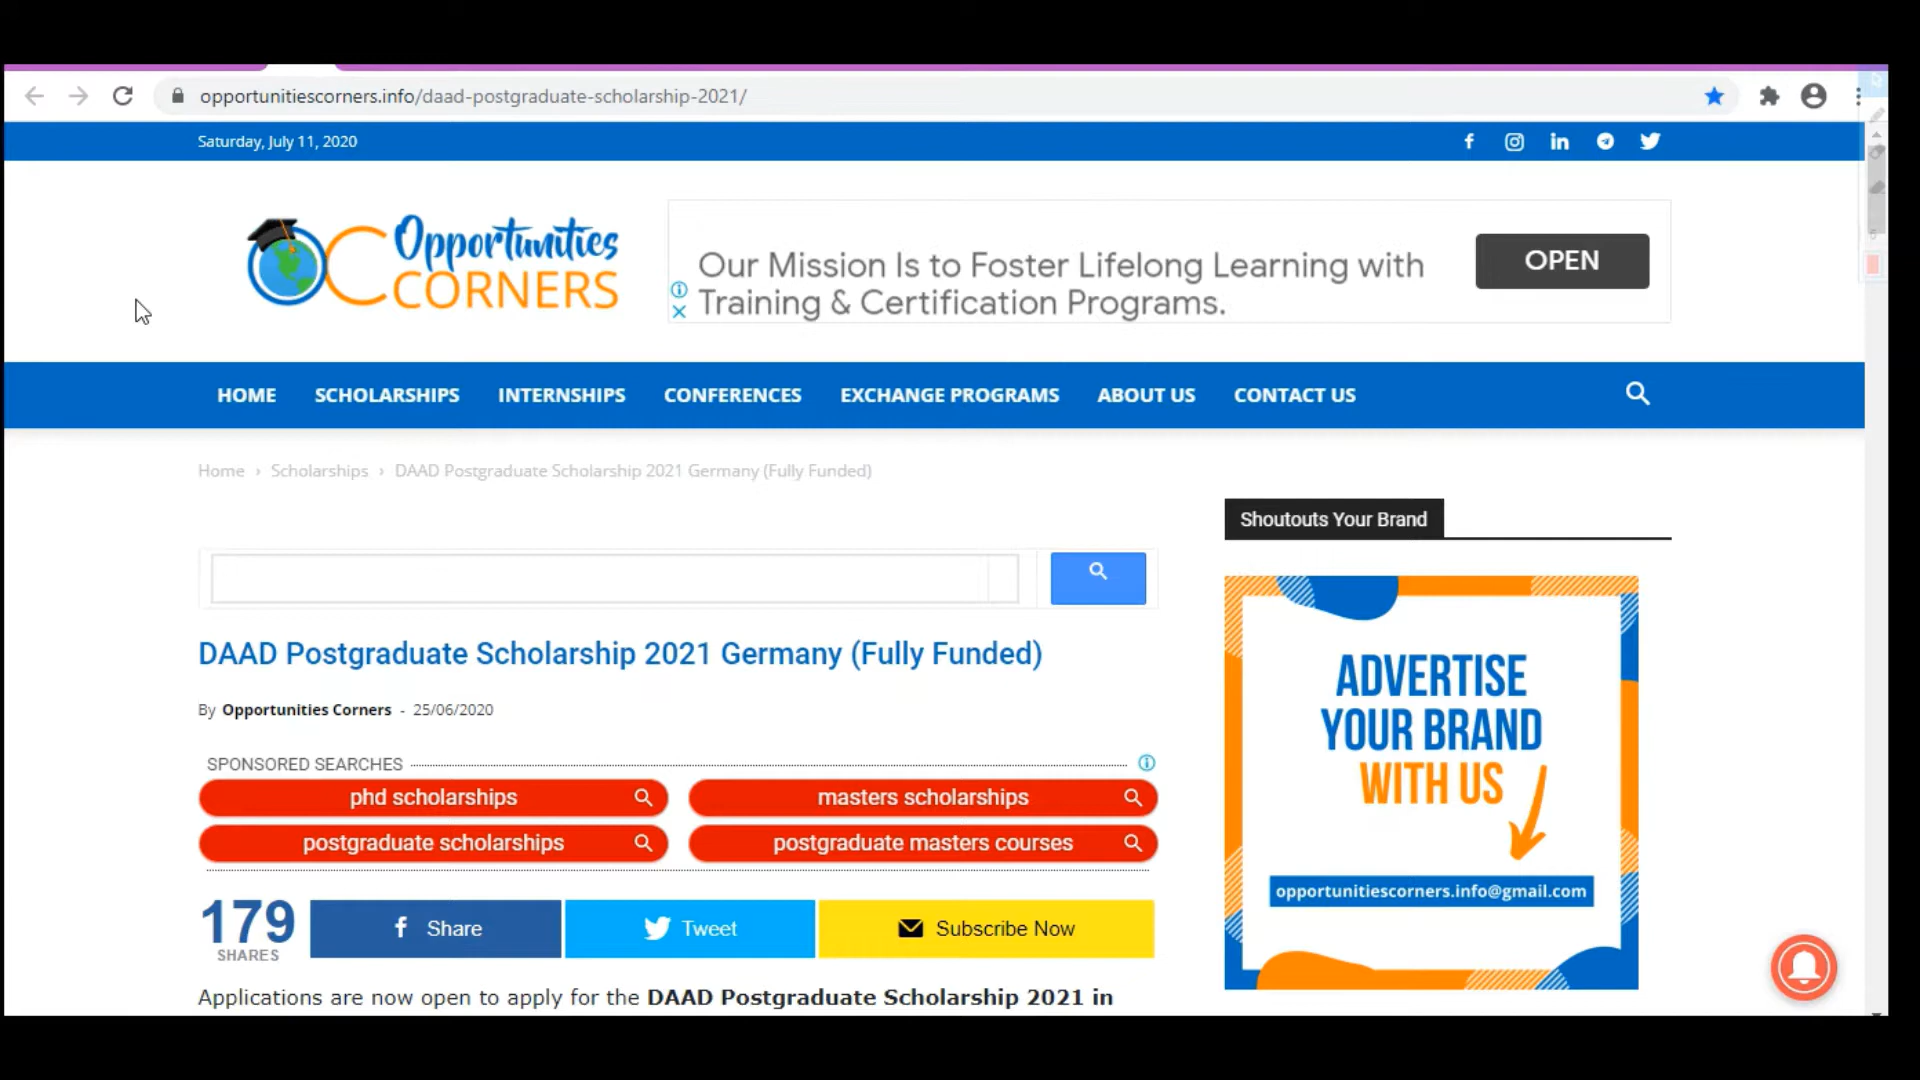 opportunitiescorners.info/daad-postgraduate-scholarship-2021/
Saturday, July 11, 2020
Opportunities
CORNERS
Our Mission Is to Foster Lifelong Learning with
Training & Certification Programs.
OPEN
HOME SCHOLARSHIPS INTERNSHIPS CONFERENCES EXCHANGE PROGRAMS ABOUT US CONTACT US
Home › Scholarships › DAAD Postgraduate Scholarship 2021 Germany (Fully Funded)
Shoutouts Your Brand
DAAD Postgraduate Scholarship 2021 Germany (Fully Funded)
By Opportunities Corners - 25/06/2020
SPONSORED SEARCHES
phd scholarships
masters scholarships
postgraduate scholarships
postgraduate masters courses
179
SHARES
Share
Tweet
Subscribe Now
Applications are now open to apply for the DAAD Postgraduate Scholarship 2021 in
ADVERTISE
YOUR BRAND
WITH US
opportunitiescorners.info@gmail.com